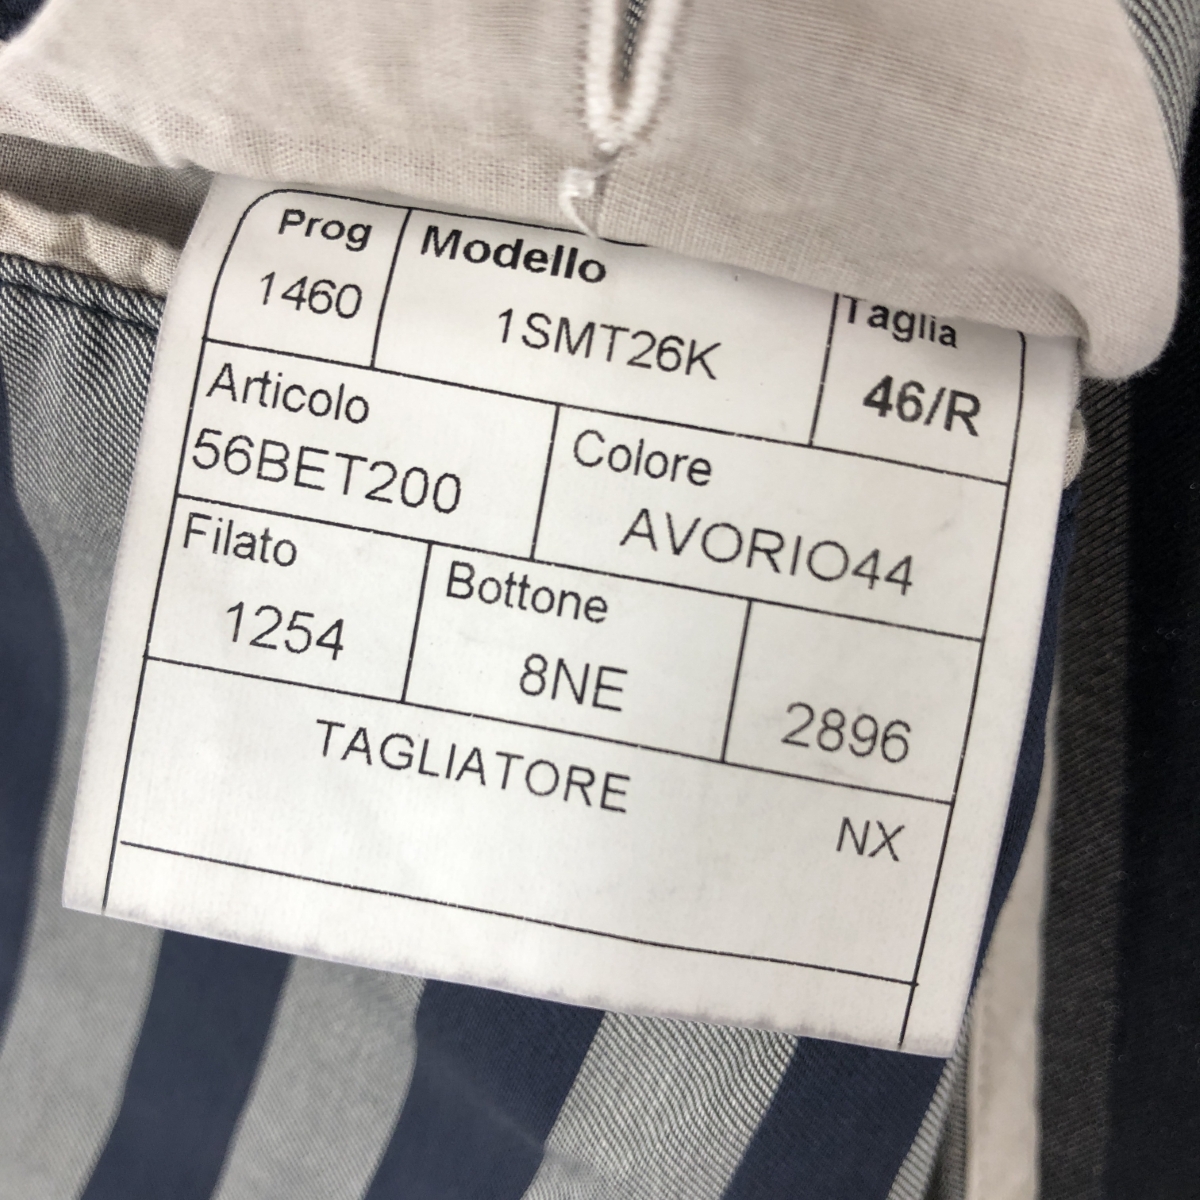 Prog Modello Taglia
1460 1SMT26K 46/R
Articolo Colore
56BET200 AVORIO44
Filato Bottone
1254 8NE 2896
TAGLIATORE NX